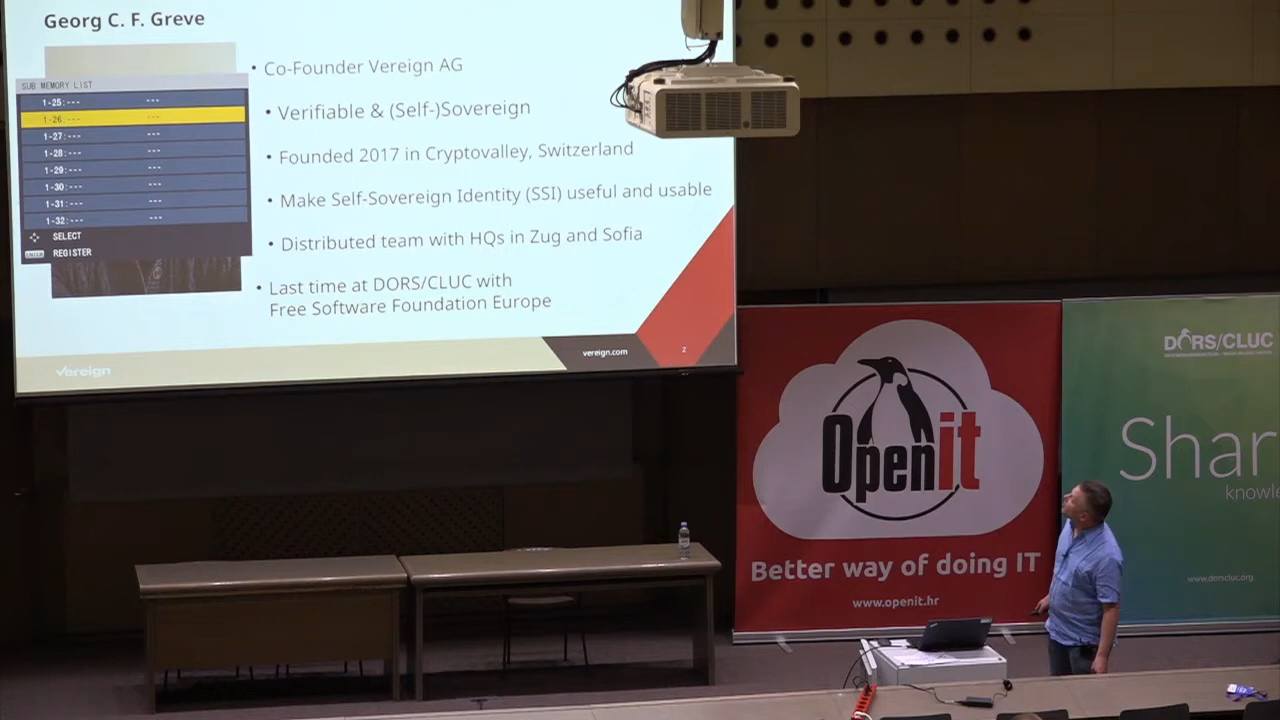 Georg C. F. Greve
SUB MEMORY LIST
1-25:--- ---
1-26:--- ---
1-27:--- ---
1-28:--- ---
1-29:--- ---
1-30:--- ---
1-31:--- ---
1-32:--- ---
SELECT
ENTER REGISTER
• Co-Founder Vereign AG
• Verifiable & (Self-)Sovereign
• Founded 2017 in Cryptovalley, Switzerland
• Make Self-Sovereign Identity (SSI) useful and usable
• Distributed team with HQs in Zug and Sofia
• Last time at DORS/CLUC with
Free Software Foundation Europe
Vereign
vereign.com
2
Openit
Better way of doing IT
www.openit.hr
DORS/CLUC
Shar
knowle
www.dorscluc.org